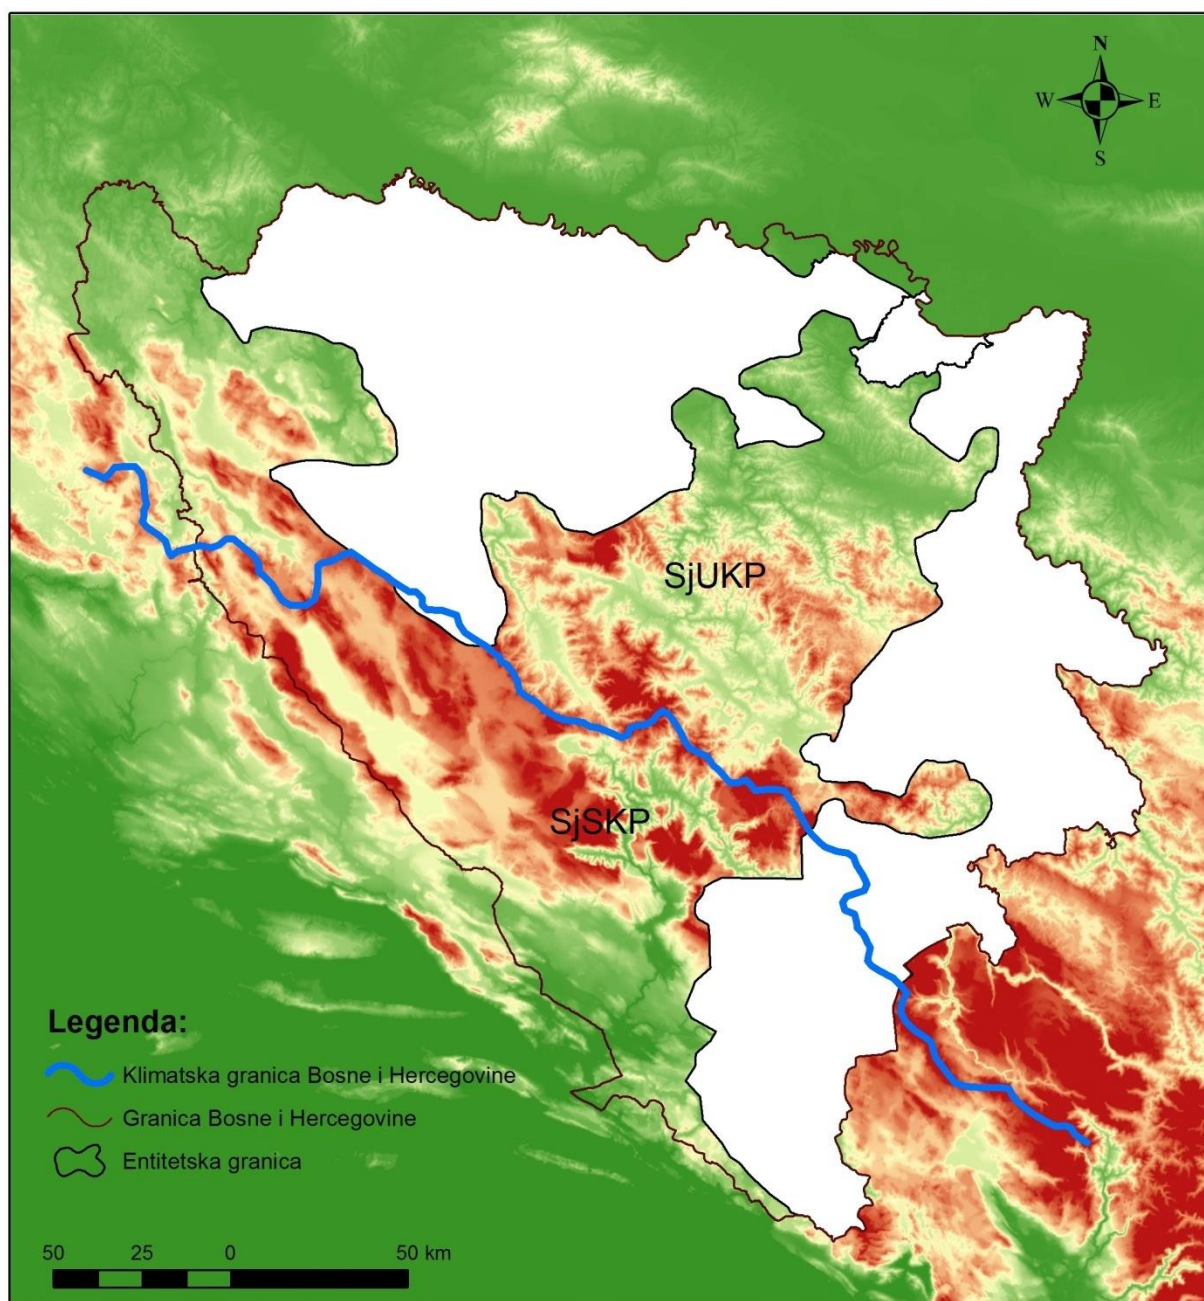 N
W E
S
SjUKP
SjSKP
Legenda:
Klimatska granica Bosne i Hercegovine
Granica Bosne i Hercegovine
Entitetska granica
50 25 0 50 km